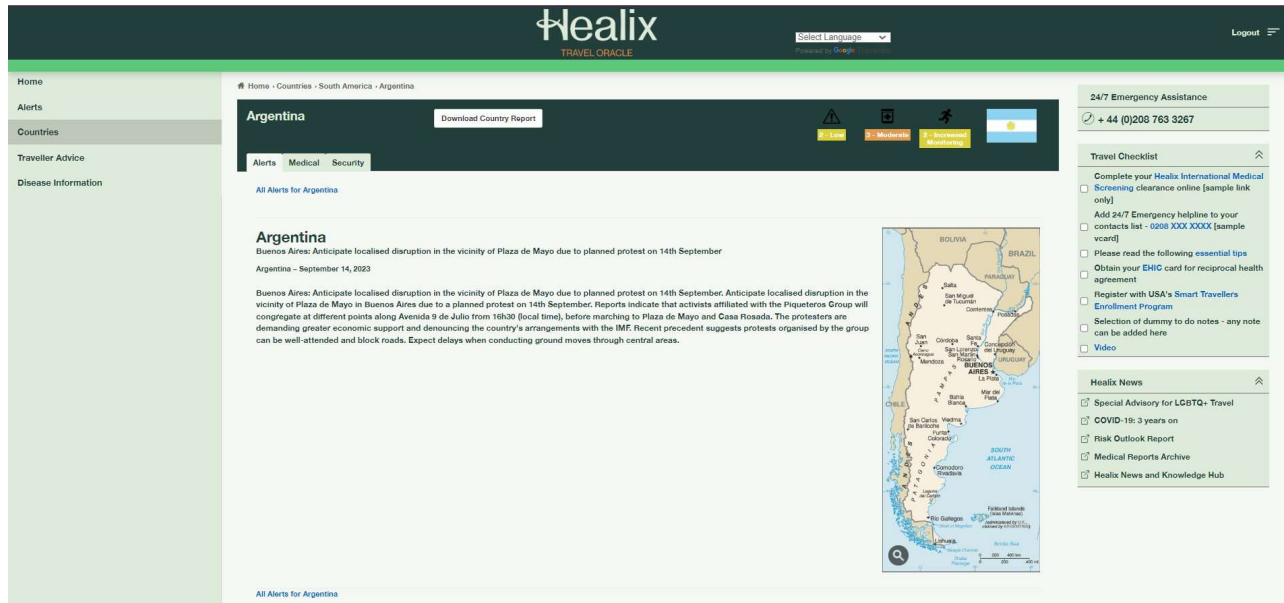 Healix
TRAVEL ORACLE
Select Language
Powered by Google
Logout
Home
Alerts
Countries
Traveller Advice
Disease Information
Home › Countries › South America › Argentina
Argentina
Download Country Report
2 - Low
3 - Moderate
2 - Increased
Monitoring
Alerts Medical Security
All Alerts for Argentina
Argentina
Buenos Aires: Anticipate localised disruption in the vicinity of Plaza de Mayo due to planned protest on 14th September
Argentina – September 14, 2023
Buenos Aires: Anticipate localised disruption in the vicinity of Plaza de Mayo due to planned protest on 14th September. Anticipate localised disruption in the
vicinity of Plaza de Mayo in Buenos Aires due to a planned protest on 14th September. Reports indicate that activists affiliated with the Piqueteros Group will
congregate at different points along Avenida 9 de Julio from 16h30 (local time), before marching to Plaza de Mayo and Casa Rosada. The protesters are
demanding greater economic support and denouncing the country's arrangements with the IMF. Recent precedent suggests protests organised by the group
can be well-attended and block roads. Expect delays when conducting ground moves through central areas.
BOLIVIA
BRAZIL
PARAGUAY
Salta
San Miguel
de Tucumán
Corrientes
Posadas
ANDES
San
Juan
Córdoba
Santa
Fe
Concepción
del Uruguay
San Lorenzo
San Martín
Rosario
URUGUAY
Mendoza
BUENOS
AIRES
La Plata
PAMPAS
Mar del
Plata
Bahía
Blanca
CHILE
San Carlos
de Bariloche
Viedma
Punta
Colorada
SOUTH
ATLANTIC
OCEAN
PATAGONIA
ANDES
Comodoro
Rivadavia
Río Gallegos
Falkland Islands
(Islas Malvinas)
Ushuaia
All Alerts for Argentina
24/7 Emergency Assistance
+ 44 (0)208 763 3267
Travel Checklist
Complete your Healix International Medical
Screening clearance online [sample link
only]
Add 24/7 Emergency helpline to your
contacts list - 0208 XXX XXXX [sample
vcard]
Please read the following essential tips
Obtain your EHIC card for reciprocal health
agreement
Register with USA's Smart Travellers
Enrollment Program
Selection of dummy to do notes - any note
can be added here
Video
Healix News
Special Advisory for LGBTQ+ Travel
COVID-19: 3 years on
Risk Outlook Report
Medical Reports Archive
Healix News and Knowledge Hub